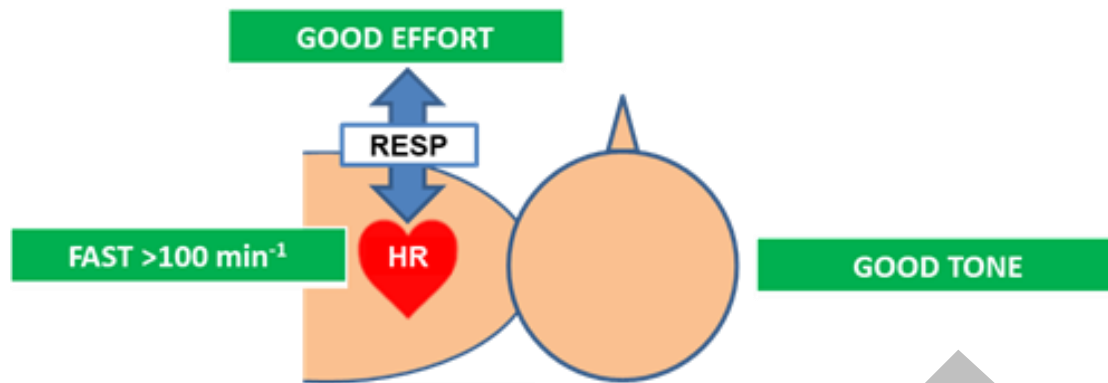 GOOD EFFORT
RESP
FAST >100 min⁻¹
HR
GOOD TONE